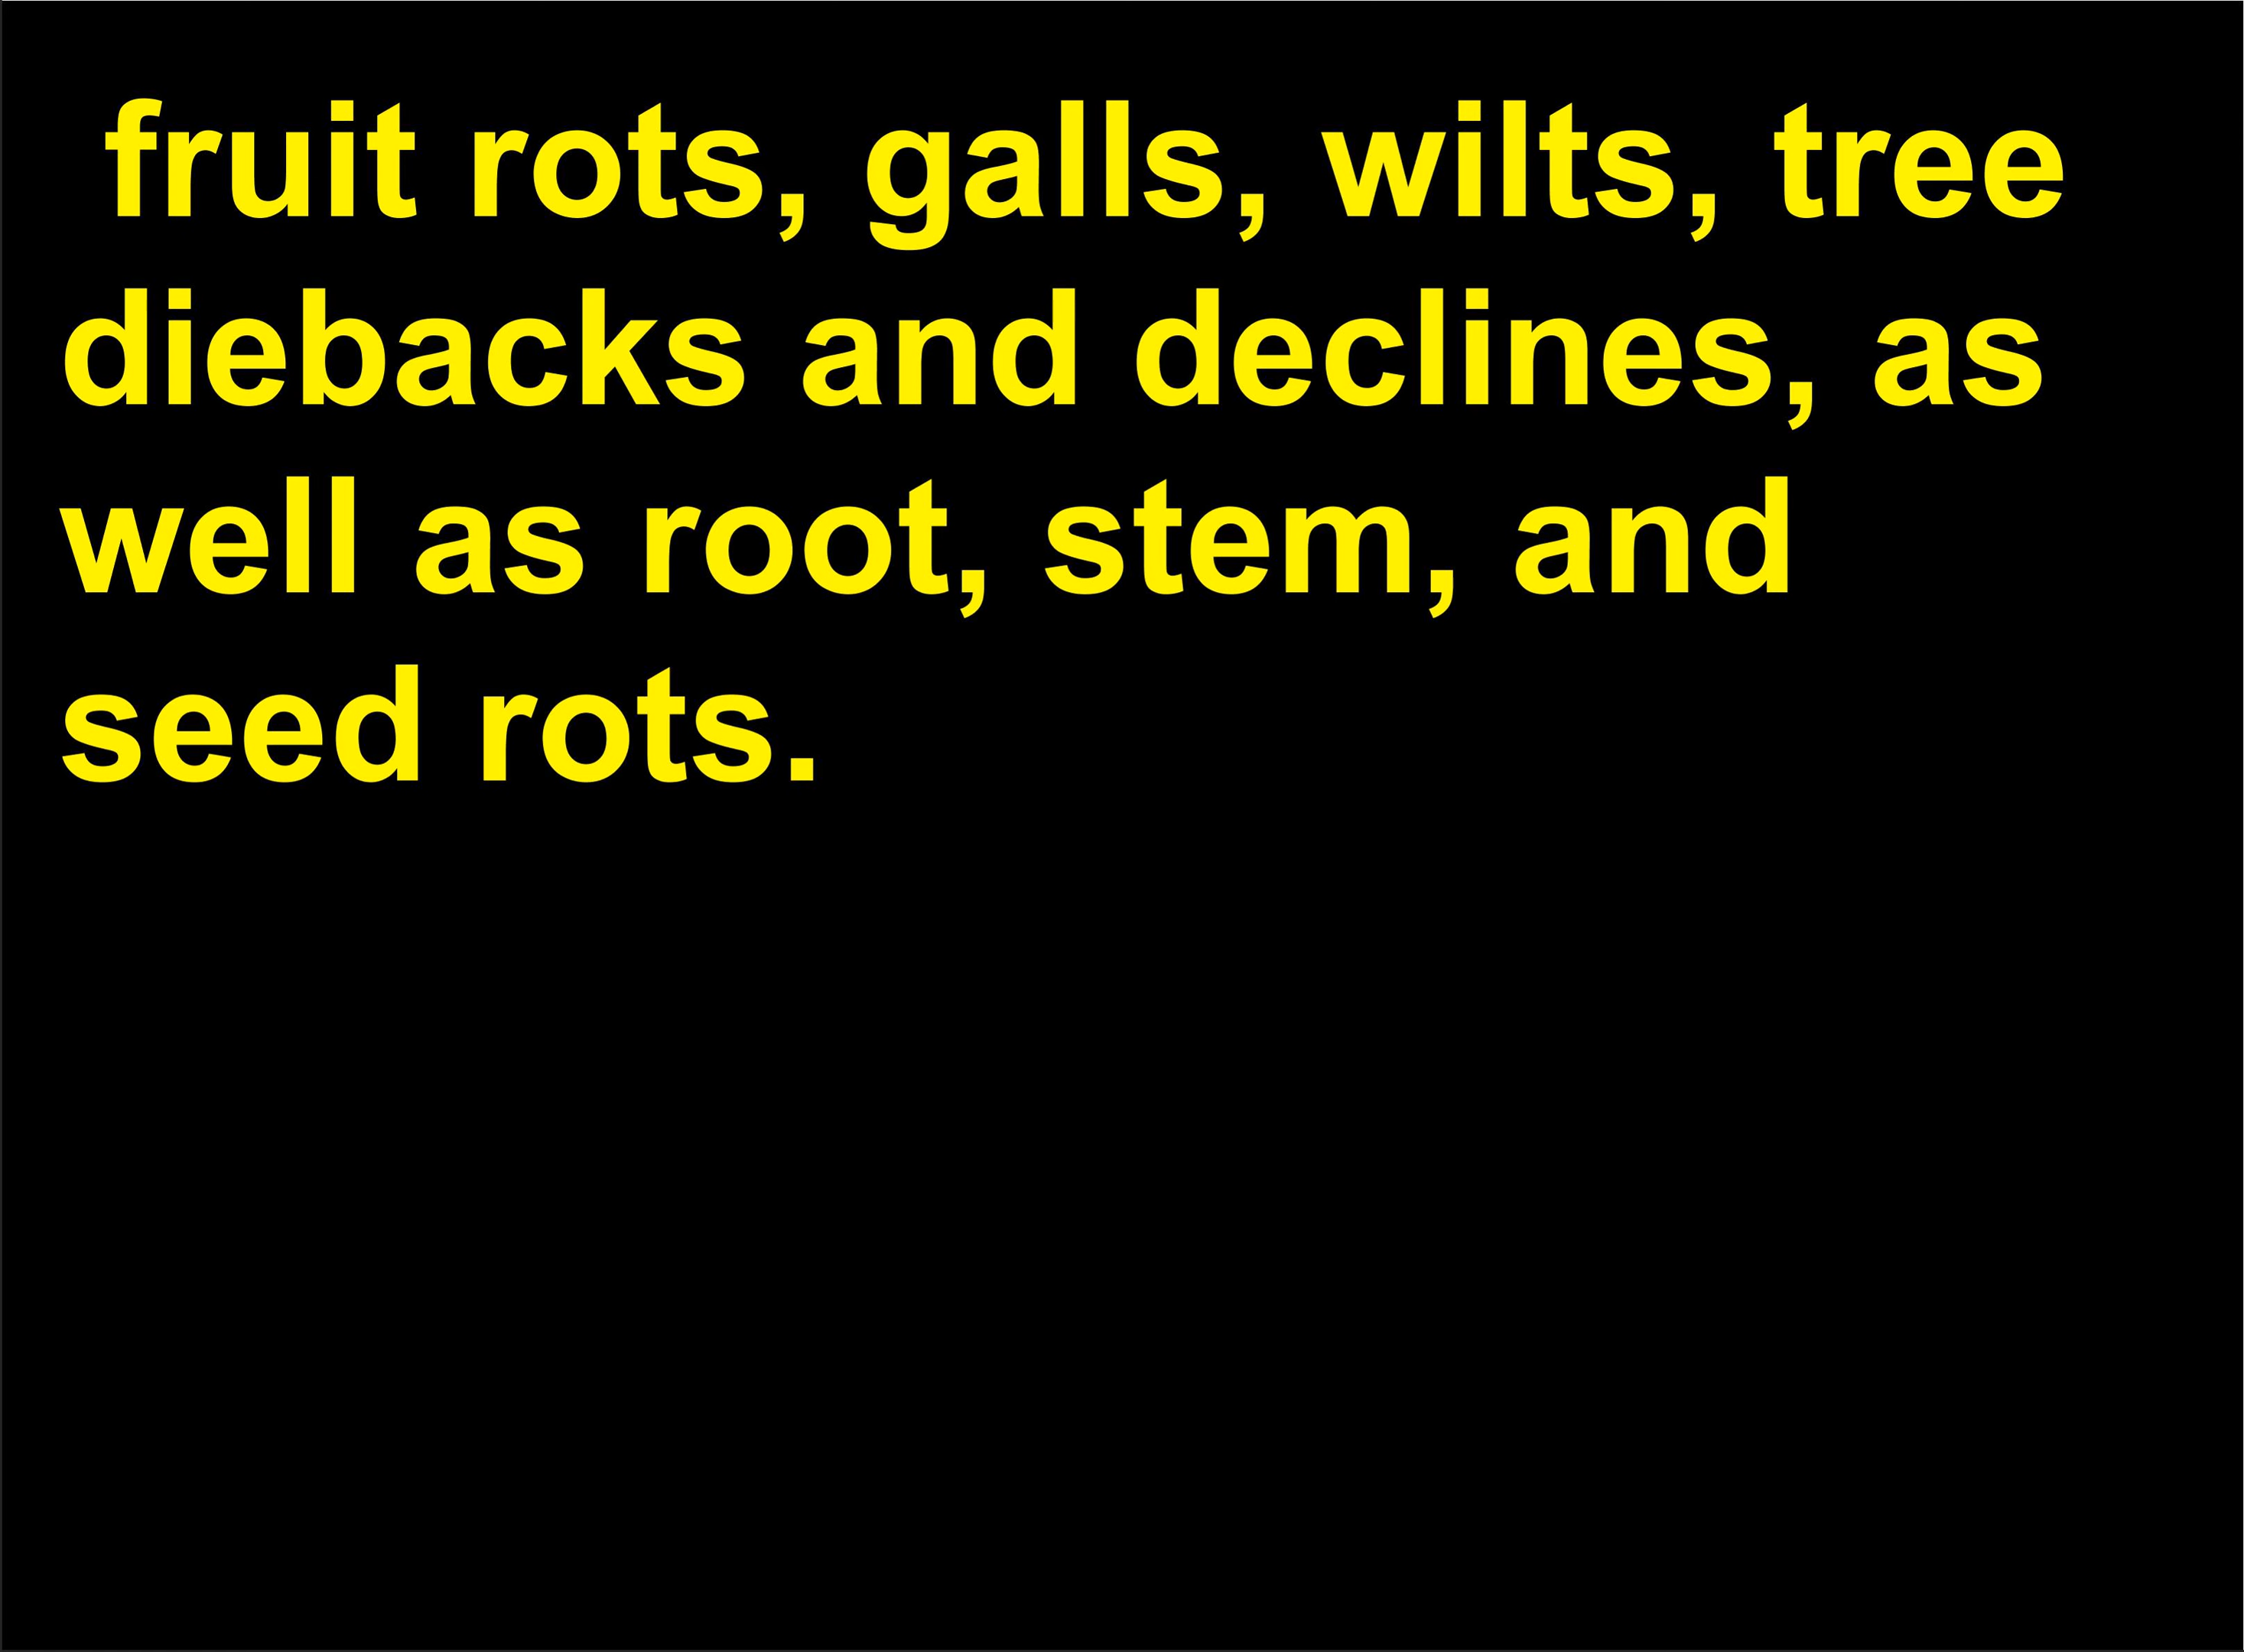 fruit rots, galls, wilts, tree
diebacks and declines, as
well as root, stem, and
seed rots.